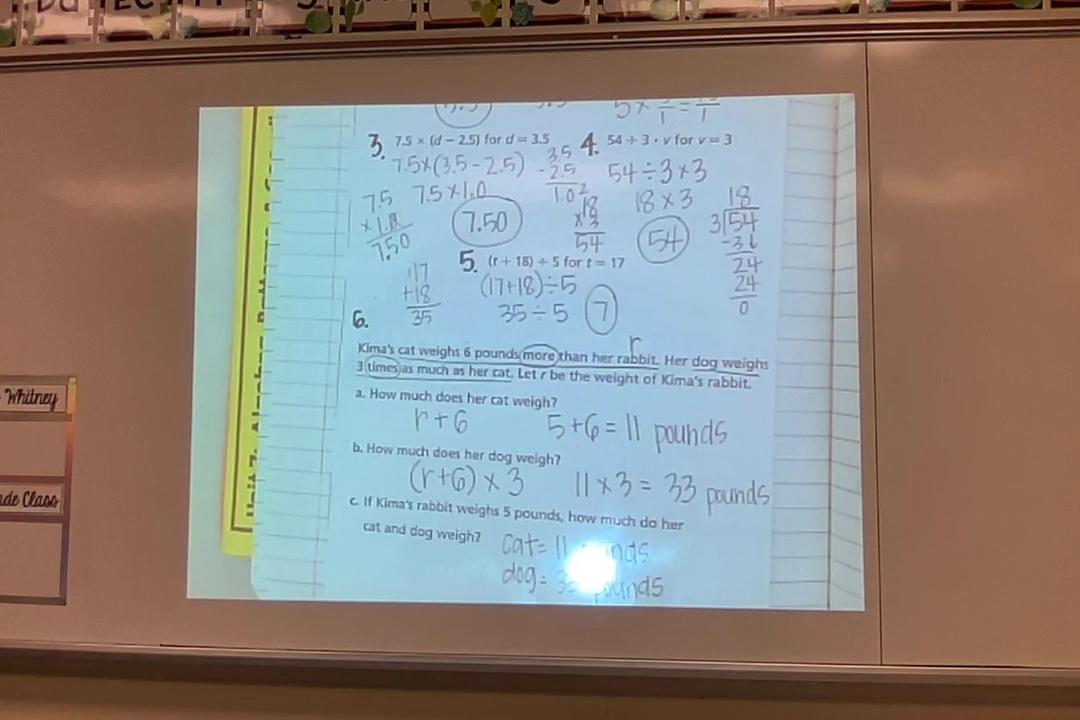 5 × 
3. 7.5 × (d − 2.5) for d = 3.5
7.5×(3.5-2.5)
3.5
-2.5
1.0
7.5
×1.0
7.50
7.5×1.0
7.50
4. 54 ÷ 3 • v for v = 3
54÷3×3
18×3
54
18
×3
54
18
3)54
24
24
0
5. (t + 18) ÷ 5 for t = 17
(17+18)÷5
35÷5
7
17
+18
35
6.
r
Kima's cat weighs 6 pounds more than her rabbit. Her dog weighs
3 times as much as her cat. Let r be the weight of Kima's rabbit.
a. How much does her cat weigh?
r+6 5+6=11 pounds
b. How much does her dog weigh?
(r+6)×3 11×3=33 pounds
c. If Kima's rabbit weighs 5 pounds, how much do her
cat and dog weigh?
cat=11
dog=
Whitney
Class